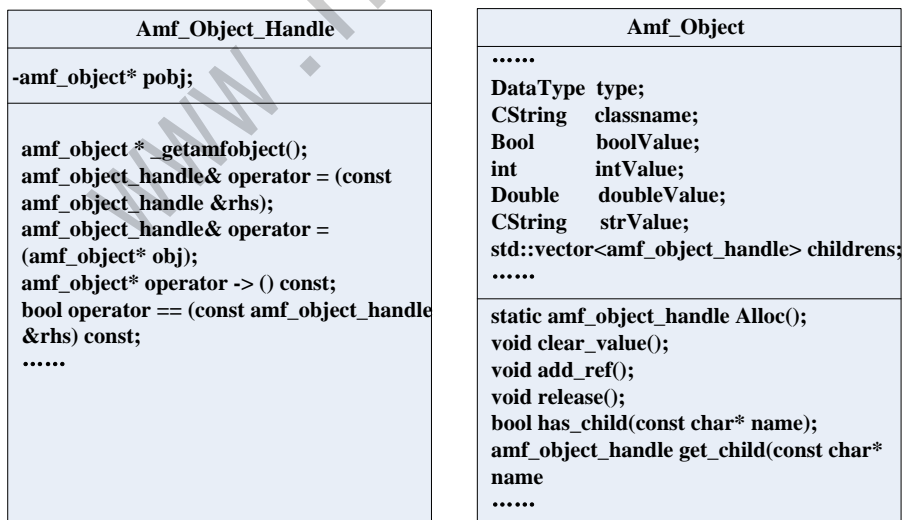 Amf_Object_Handle
-amf_object* pobj;
amf_object * _getamfobject();
amf_object_handle& operator = (const
amf_object_handle &rhs);
amf_object_handle& operator =
(amf_object* obj);
amf_object* operator -> () const;
bool operator == (const amf_object_handle
&rhs) const;
......
Amf_Object
......
DataType type;
CString classname;
Bool boolValue;
int intValue;
Double doubleValue;
CString strValue;
std::vector<amf_object_handle> childrens;
......
static amf_object_handle Alloc();
void clear_value();
void add_ref();
void release();
bool has_child(const char* name);
amf_object_handle get_child(const char*
name
......
www.